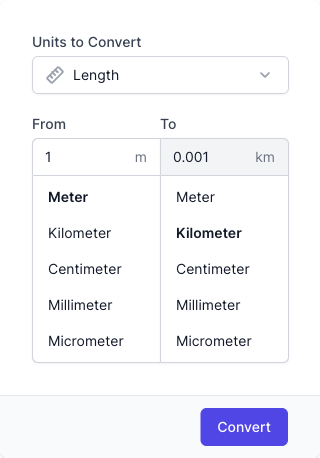 Units to Convert
Length
From To
1 m 0.001 km
Meter Meter
Kilometer Kilometer
Centimeter Centimeter
Millimeter Millimeter
Micrometer Micrometer
Convert